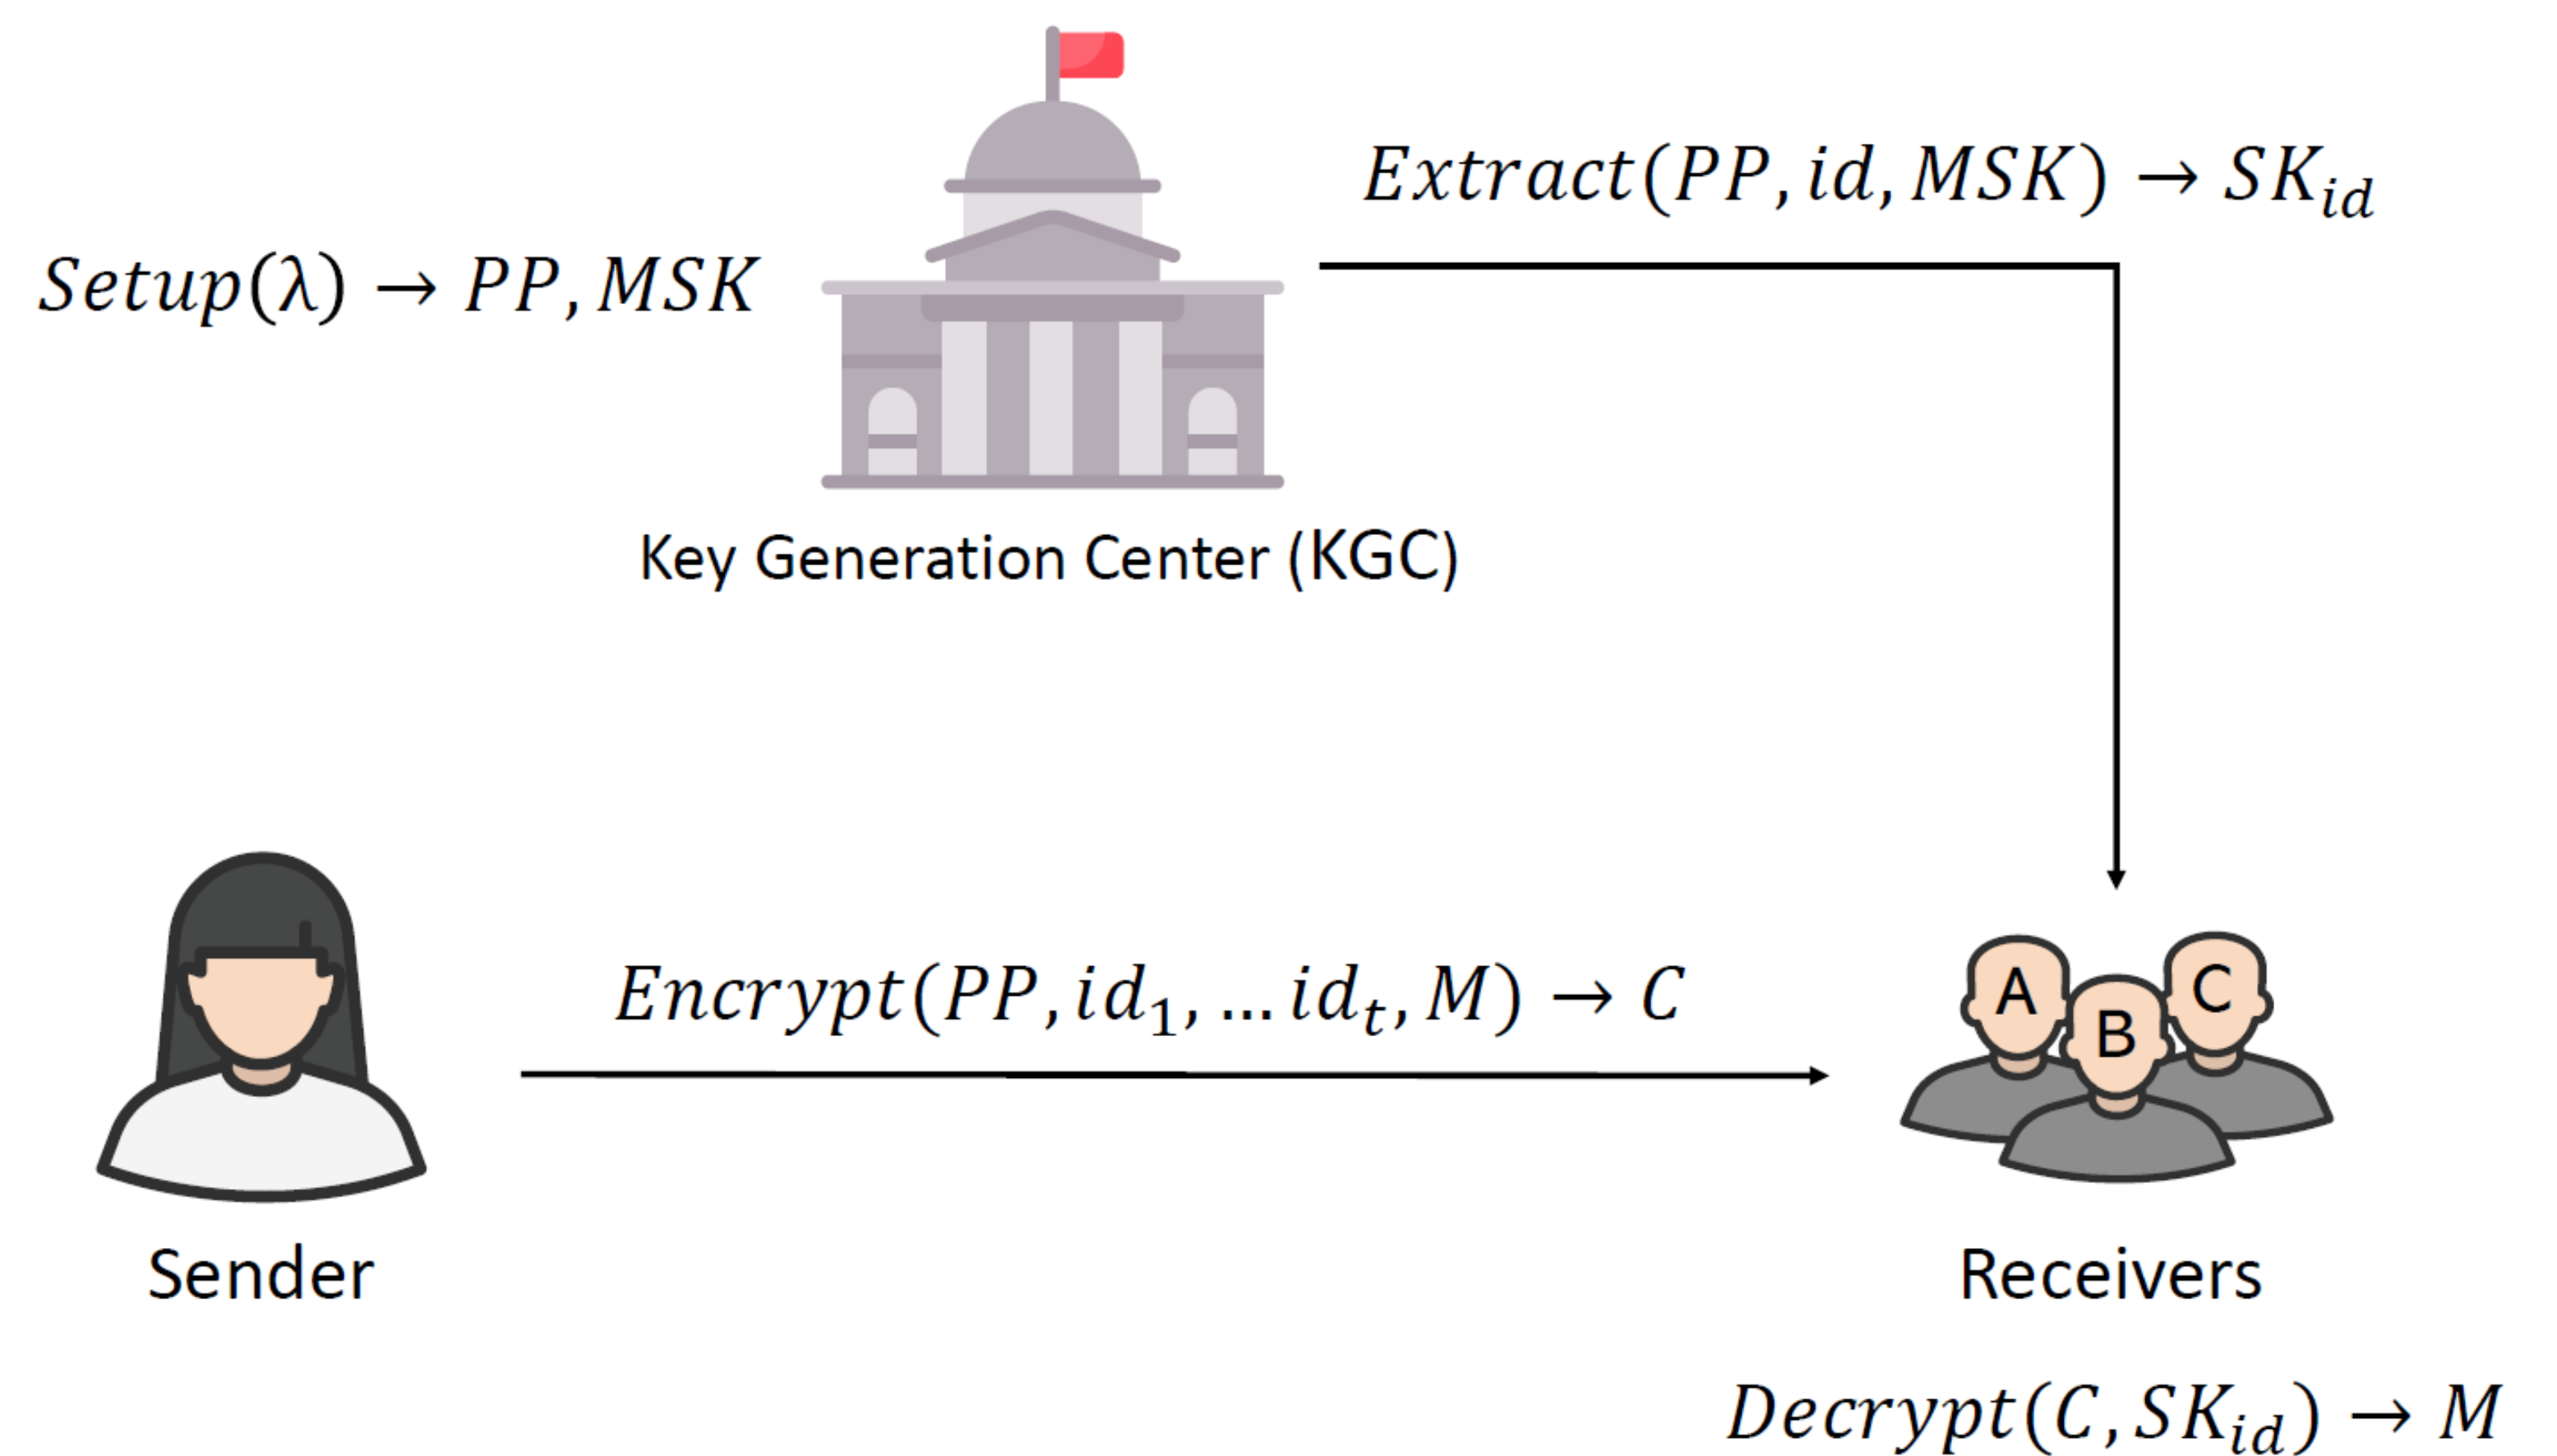 Extract(PP, id, MSK) → SK_id
Setup(λ) → PP, MSK
Key Generation Center (KGC)
Encrypt(PP, id_1, ... id_t, M) → C
A
B
C
Sender
Receivers
Decrypt(C, SK_id) → M